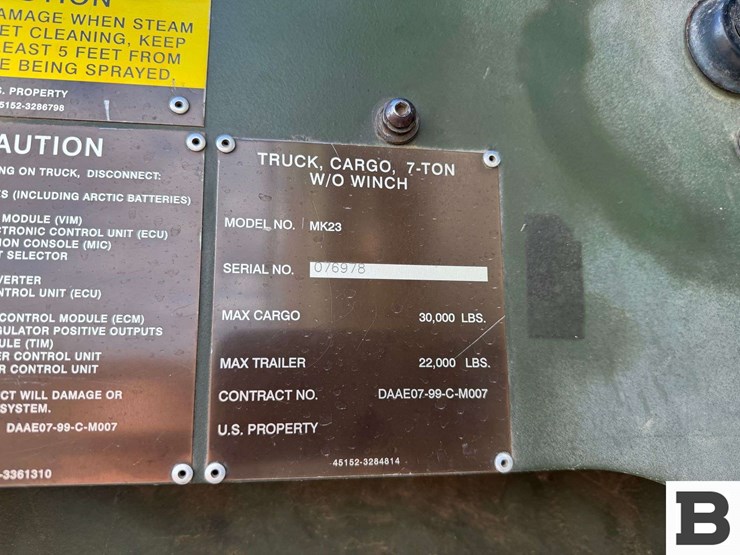 AMAGE WHEN STEAM
ET CLEANING, KEEP
EAST 5 FEET FROM
E BEING SPRAYED.
S. PROPERTY
45152-3286798
AUTION
NG ON TRUCK, DISCONNECT:
S (INCLUDING ARCTIC BATTERIES)
MODULE (VIM)
CTRONIC CONTROL UNIT (ECU)
ION CONSOLE (MIC)
T SELECTOR
VERTER
NTROL UNIT (ECU)
CONTROL MODULE (ECM)
GULATOR POSITIVE OUTPUTS
ULE (TIM)
ER CONTROL UNIT
R CONTROL UNIT
CT WILL DAMAGE OR
SYSTEM.
DAAE07-99-C-M007
-3361310
TRUCK, CARGO, 7-TON
W/O WINCH
MODEL NO. MK23
SERIAL NO. 076978
MAX CARGO 30,000 LBS.
MAX TRAILER 22,000 LBS.
CONTRACT NO. DAAE07-99-C-M007
U.S. PROPERTY
45152-3284814
B